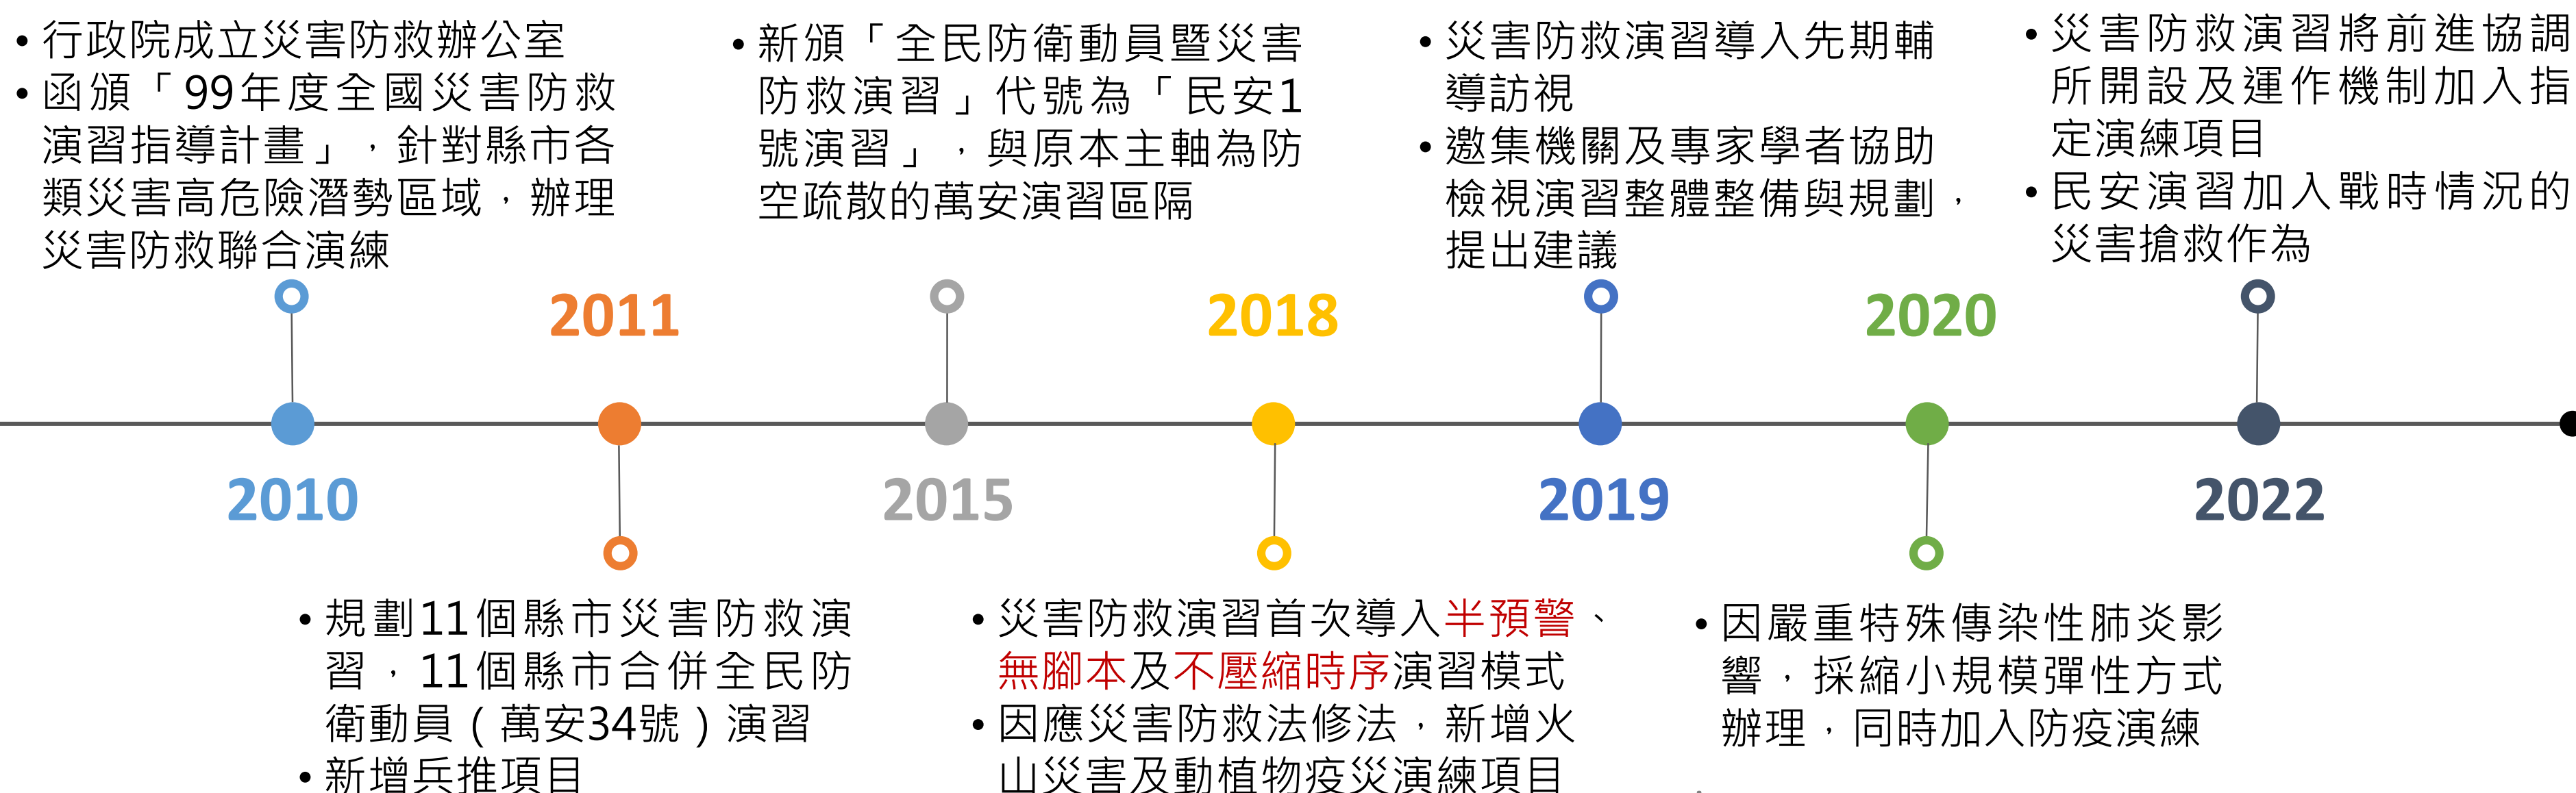 • 行政院成立災害防救辦公室
• 函頒「99年度全國災害防救
演習指導計畫」，針對縣市各
類災害高危險潛勢區域，辦理
災害防救聯合演練
2010
2011
• 規劃11個縣市災害防救演
習，11個縣市合併全民防
衛動員（萬安34號）演習
• 新增兵推項目
• 新頒「全民防衛動員暨災害
防救演習」代號為「民安1
號演習」，與原本主軸為防
空疏散的萬安演習區隔
2015
2018
• 災害防救演習首次導入半預警、
無腳本及不壓縮時序演習模式
• 因應災害防救法修法，新增火
山災害及動植物疫災演練項目
• 災害防救演習導入先期輔
導訪視
• 邀集機關及專家學者協助
檢視演習整體整備與規劃，
提出建議
2019
2020
• 因嚴重特殊傳染性肺炎影
響，採縮小規模彈性方式
辦理，同時加入防疫演練
• 災害防救演習將前進協調
所開設及運作機制加入指
定演練項目
• 民安演習加入戰時情況的
災害搶救作為
2022